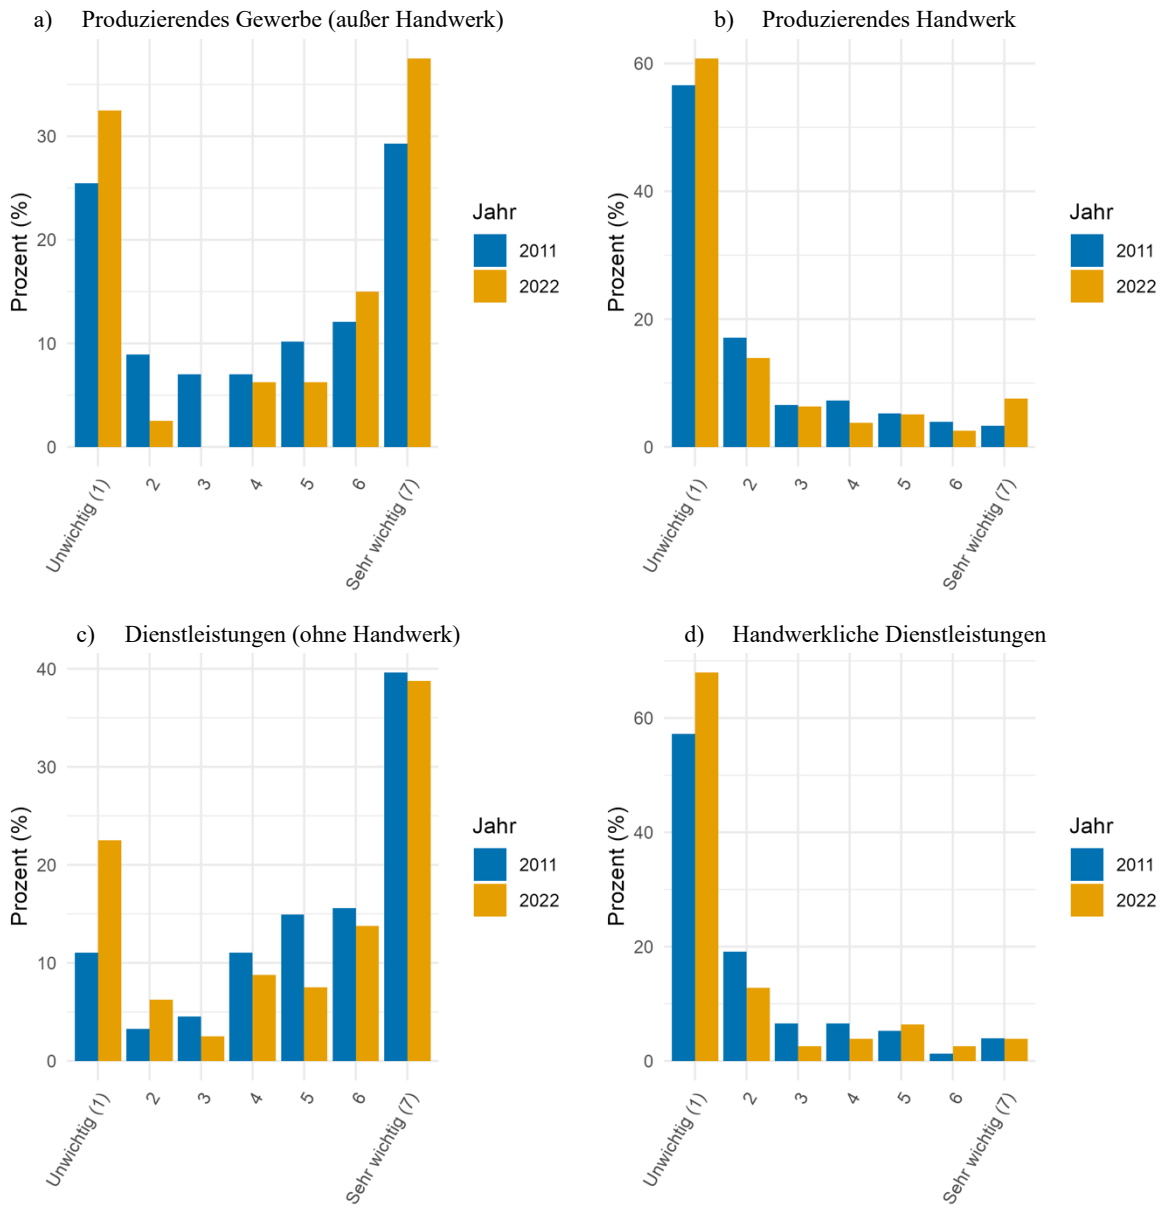 a) Produzierendes Gewerbe (außer Handwerk)
Prozent (%)
30
20
10
0
Unwichtig (1)
2
3
4
5
6
Sehr wichtig (7)
Jahr
2011
2022
b) Produzierendes Handwerk
Prozent (%)
60
40
20
0
Unwichtig (1)
2
3
4
5
6
Sehr wichtig (7)
Jahr
2011
2022
c) Dienstleistungen (ohne Handwerk)
Prozent (%)
40
30
20
10
0
Unwichtig (1)
2
3
4
5
6
Sehr wichtig (7)
Jahr
2011
2022
d) Handwerkliche Dienstleistungen
Prozent (%)
60
40
20
0
Unwichtig (1)
2
3
4
5
6
Sehr wichtig (7)
Jahr
2011
2022